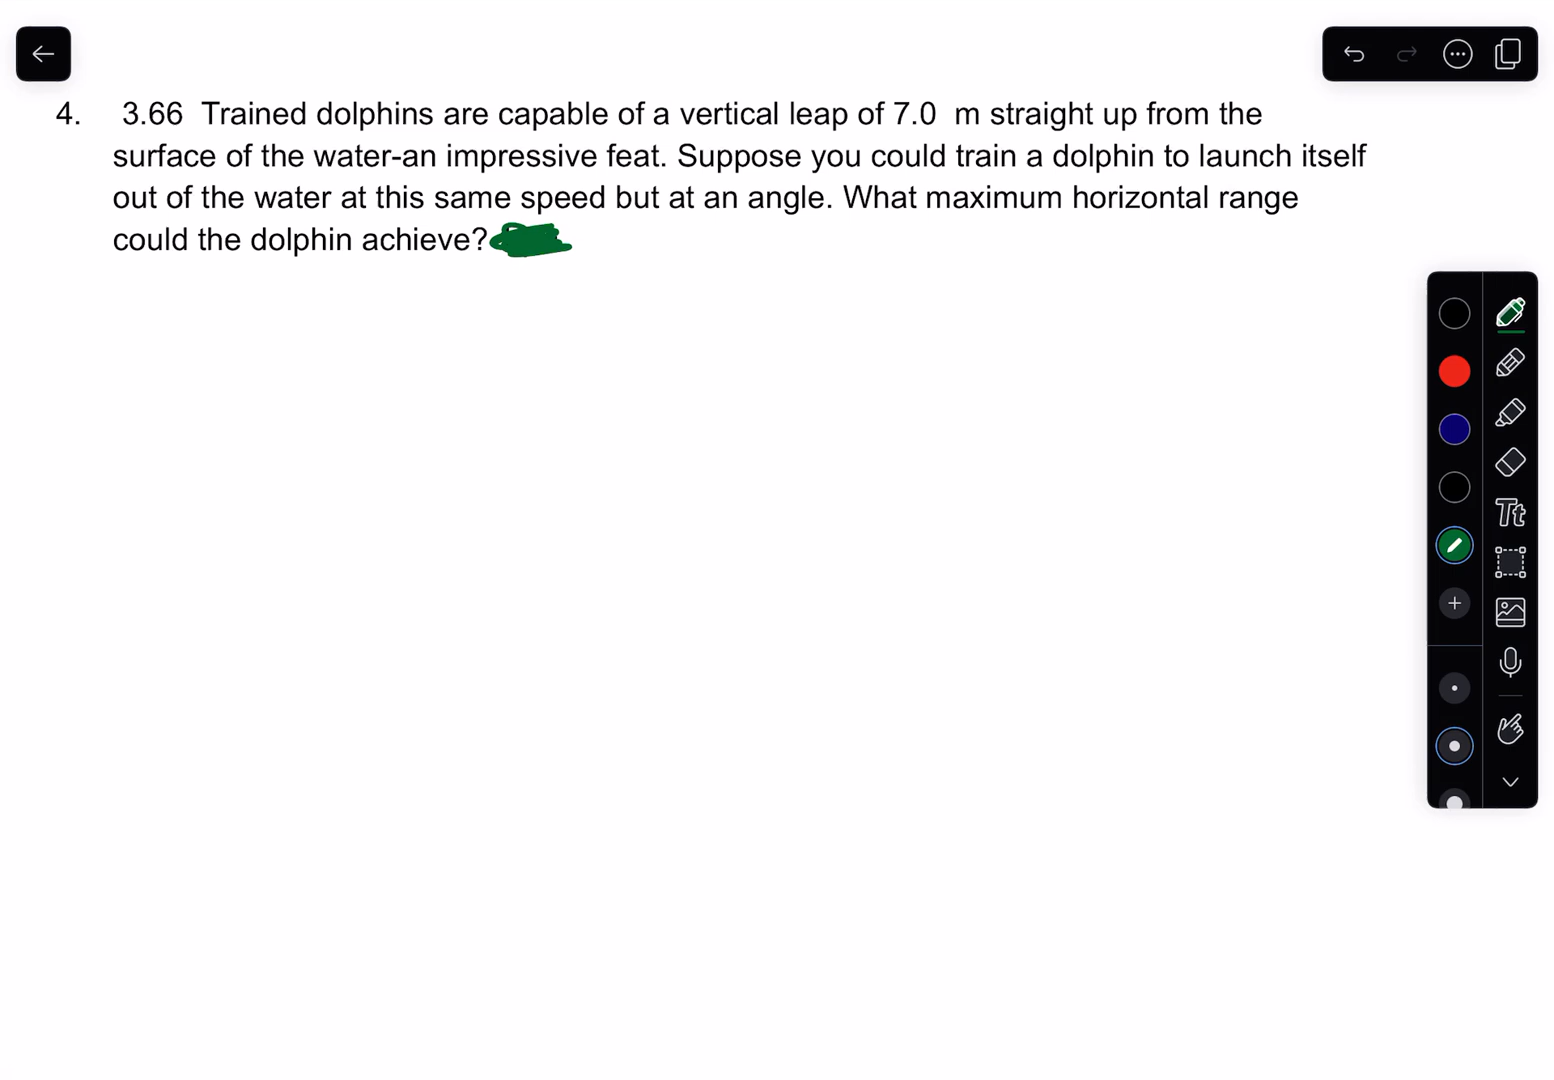 4. 3.66 Trained dolphins are capable of a vertical leap of 7.0 m straight up from the
surface of the water-an impressive feat. Suppose you could train a dolphin to launch itself
out of the water at this same speed but at an angle. What maximum horizontal range
could the dolphin achieve?
Tt